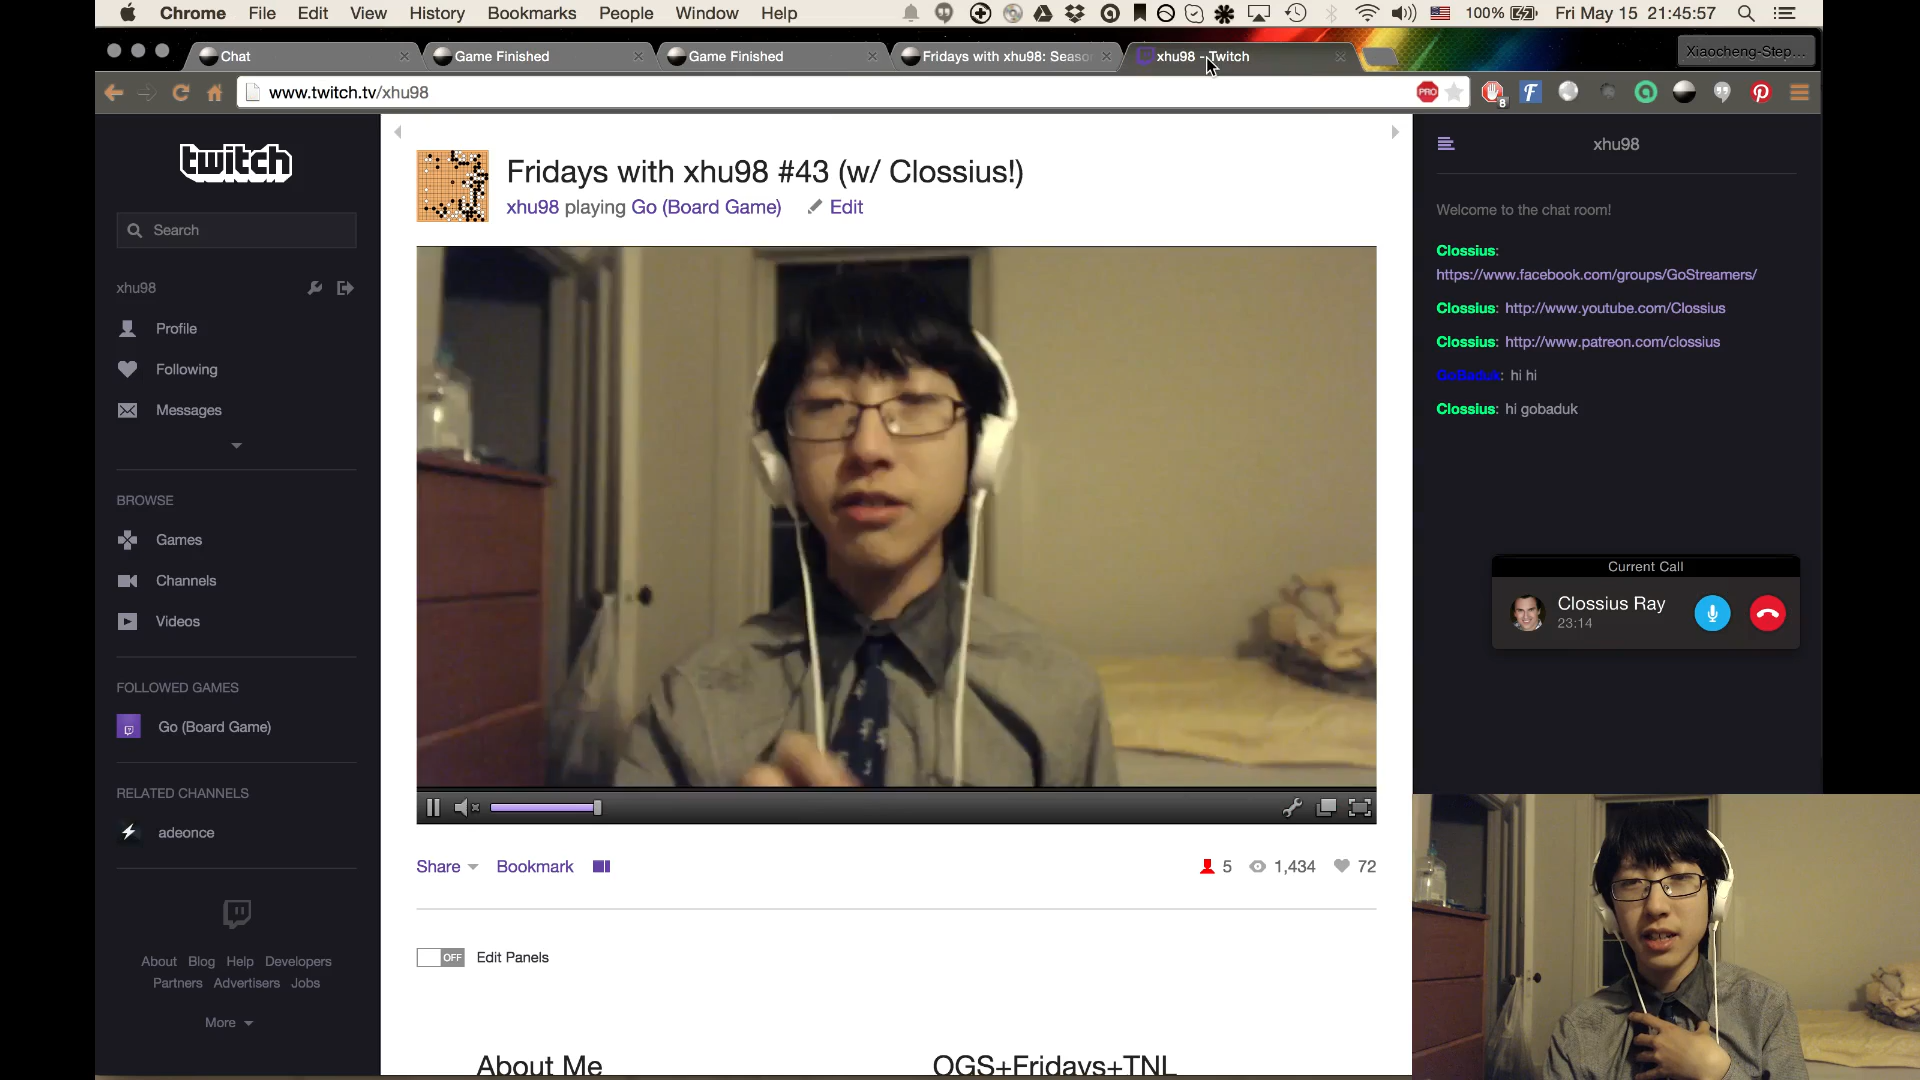 Chrome File Edit View History Bookmarks People Window Help 100% Fri May 15 21:45:57
Chat Game Finished Game Finished Fridays with xhu98: Seaso xhu98 - Twitch Xiaocheng-Step...
www.twitch.tv/xhu98 PRO 8
twitch
Search
xhu98
Profile
Following
Messages
BROWSE
Games
Channels
Videos
FOLLOWED GAMES
Go (Board Game)
RELATED CHANNELS
adeonce
About Blog Help Developers
Partners Advertisers Jobs
More
Fridays with xhu98 #43 (w/ Clossius!)
xhu98 playing Go (Board Game) Edit
Share Bookmark 5 1,434 72
OFF Edit Panels
About Me OGS+Fridays+TNL
xhu98
Welcome to the chat room!
Clossius:
https://www.facebook.com/groups/GoStreamers/
Clossius: http://www.youtube.com/Clossius
Clossius: http://www.patreon.com/clossius
GoBaduk: hi hi
Clossius: hi gobaduk
Current Call
Clossius Ray
23:14